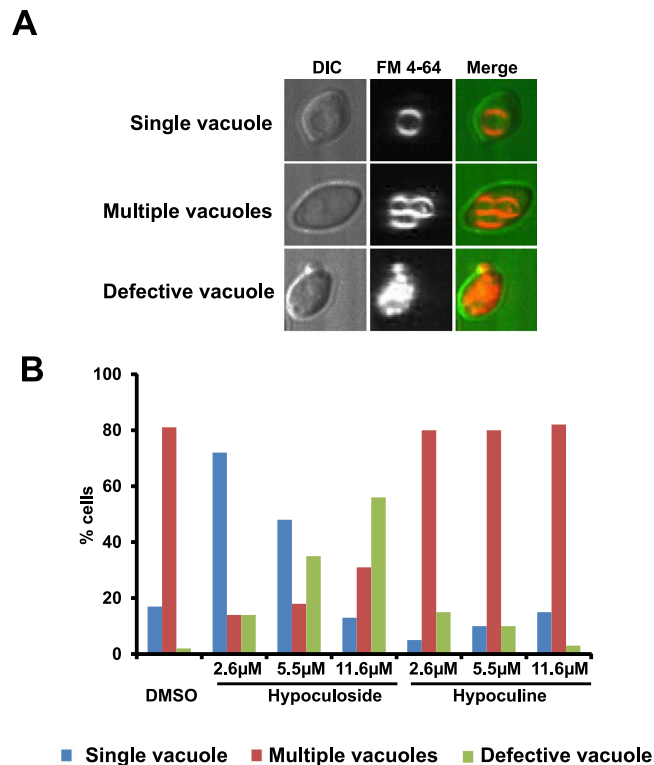 A
DIC FM 4-64 Merge
Single vacuole
Multiple vacuoles
Defective vacuole
B
100
80
60
40
20
0
% cells
2.6μM 5.5μM 11.6μM 2.6μM 5.5μM 11.6μM
DMSO Hypoculoside Hypoculine
Single vacuole Multiple vacuoles Defective vacuole